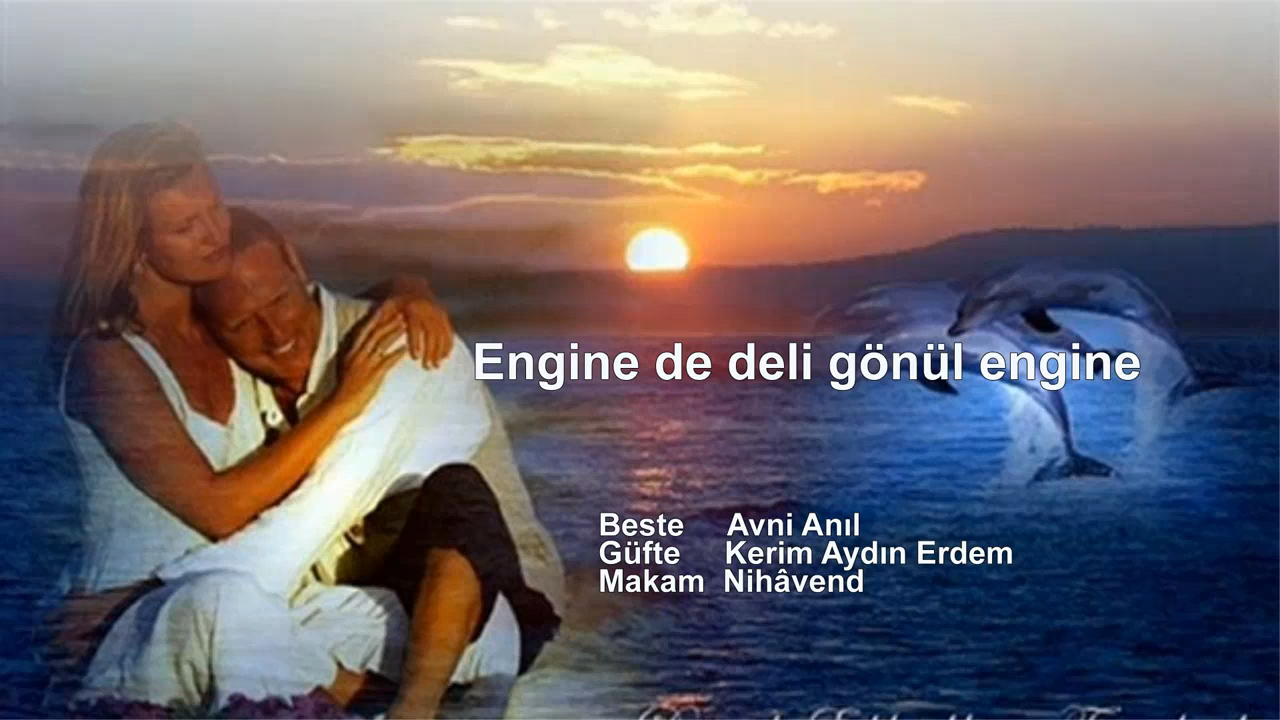 Engine de deli gönül engine
Beste Avni Anıl
Güfte Kerim Aydın Erdem
Makam Nihâvend